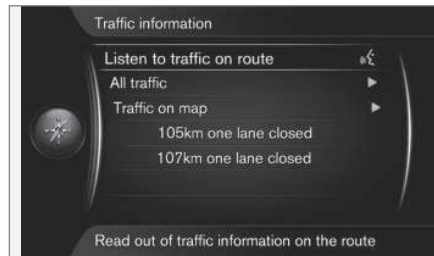 Traffic information
Listen to traffic on route
All traffic
Traffic on map
105km one lane closed
107km one lane closed
Read out of traffic information on the route